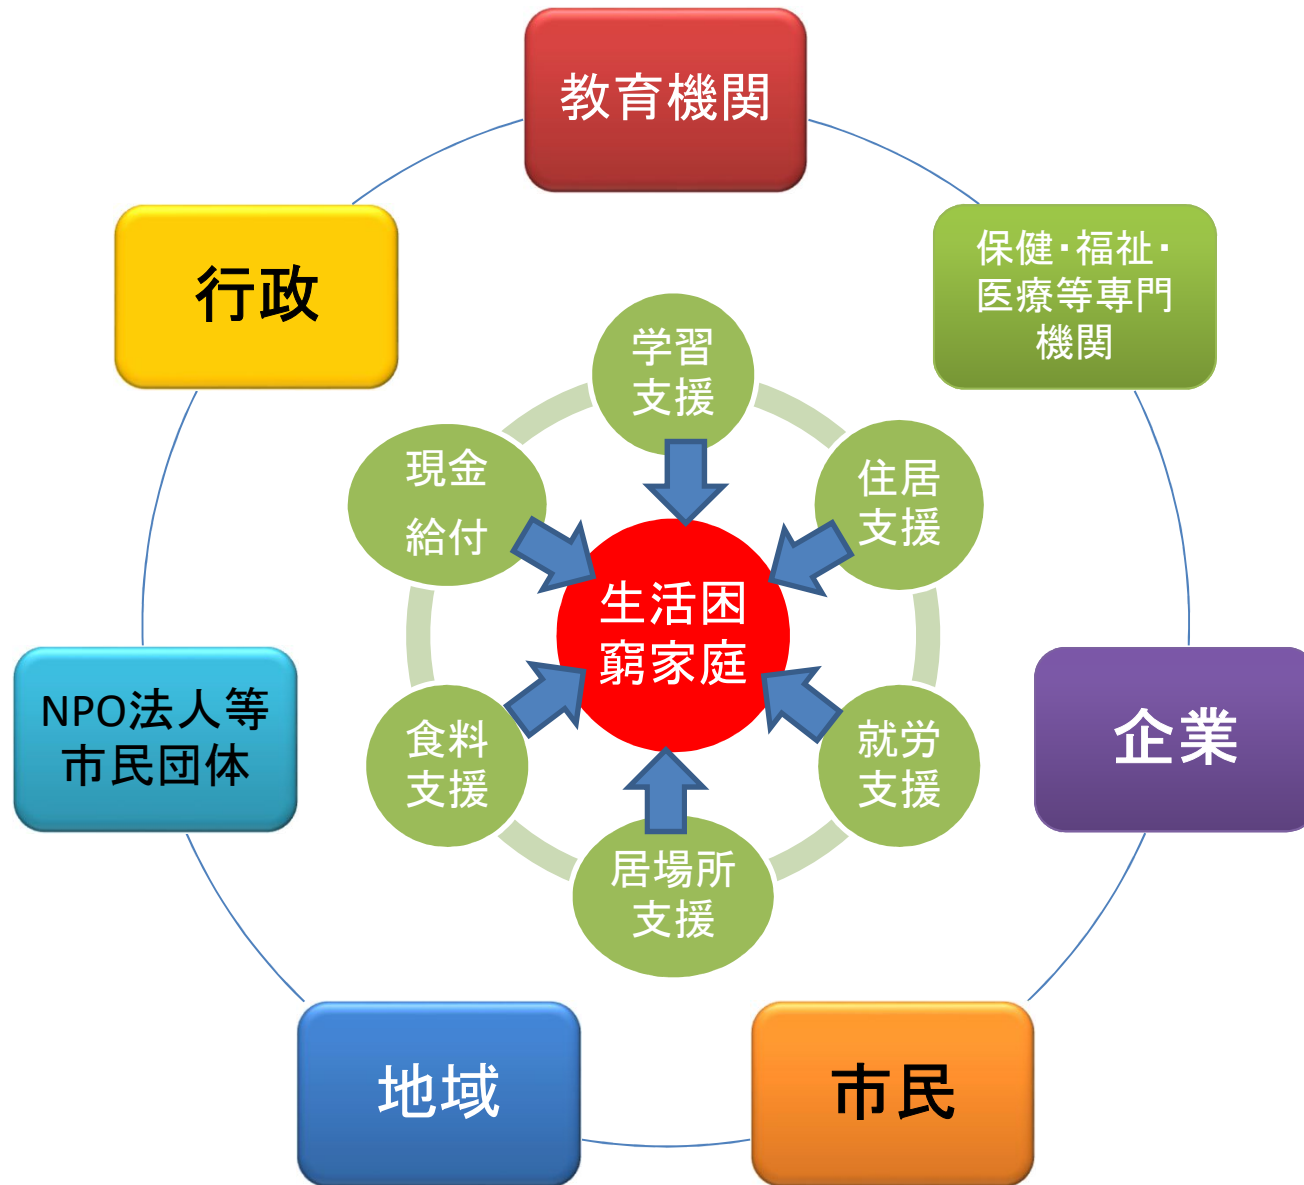 教育機関
行政
保健・福祉・
医療等専門
機関
学習
支援
現金
給付
住居
支援
生活困
窮家庭
NPO法人等
市民団体
食料
支援
就労
支援
企業
居場所
支援
地域
市民